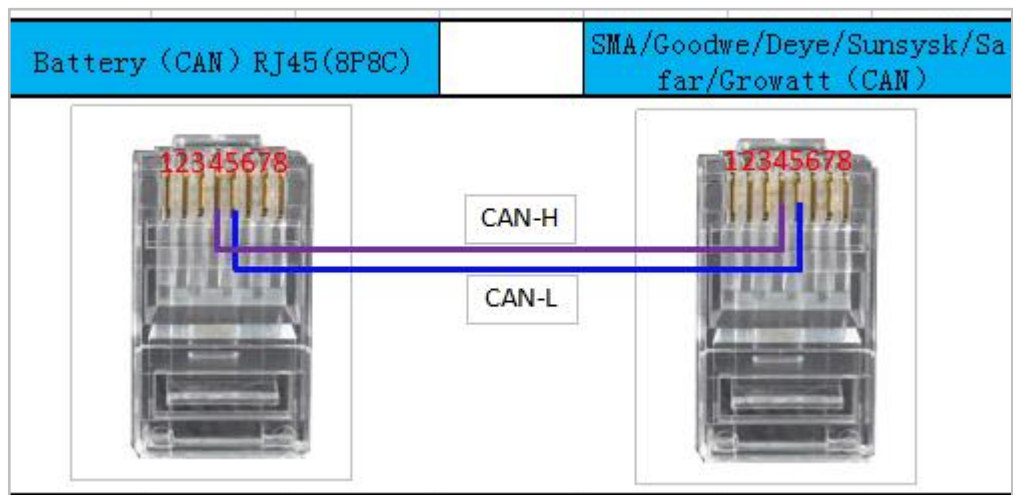 Battery（CAN）RJ45(8P8C)
SMA/Goodwe/Deye/Sunsysk/Sa
far/Growatt（CAN）
12345678
12345678
CAN-H
CAN-L